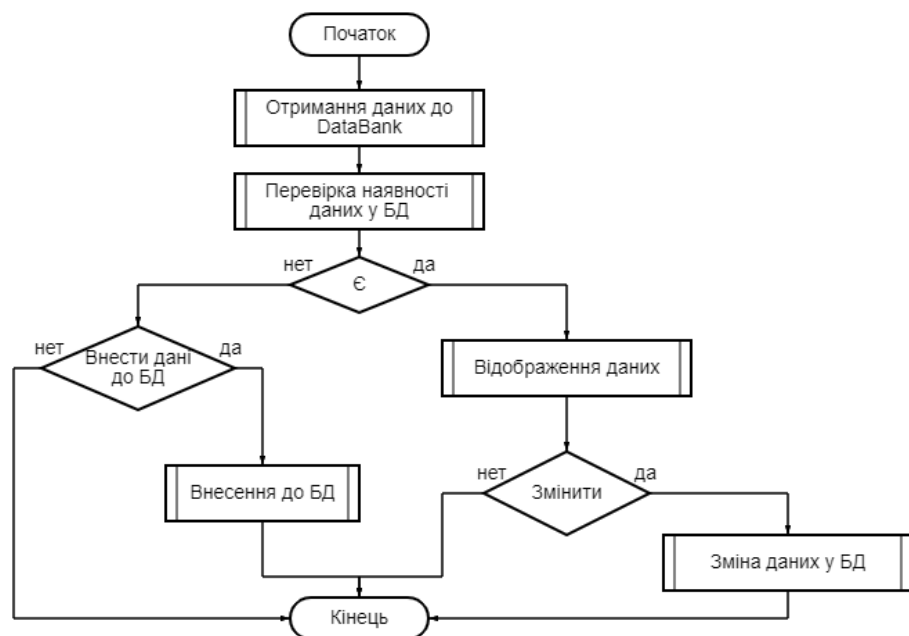 Початок
Отримання даних до
DataBank
Перевірка наявності
даних у БД
нет
да
Є
нет
Внести дані
до БД
да
Відображення даних
Внесення до БД
нет
Змінити
да
Зміна даних у БД
Кінець